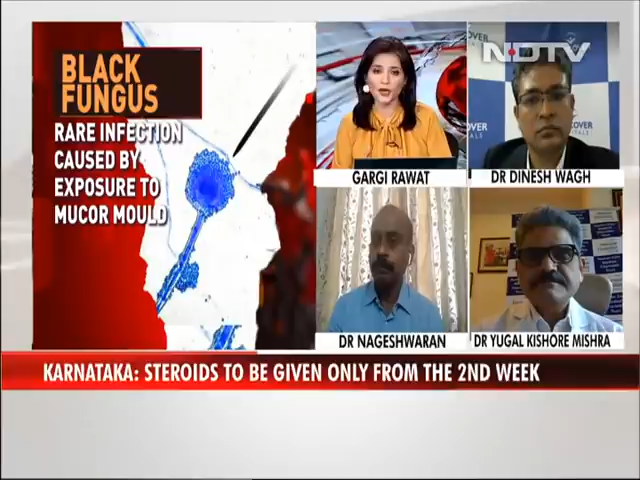 BLACK
FUNGUS
RARE INFECTION
CAUSED BY
EXPOSURE TO
MUCOR MOULD
NDTV
GARGI RAWAT
DR DINESH WAGH
DR NAGESHWARAN
DR YUGAL KISHORE MISHRA
KARNATAKA: STEROIDS TO BE GIVEN ONLY FROM THE 2ND WEEK